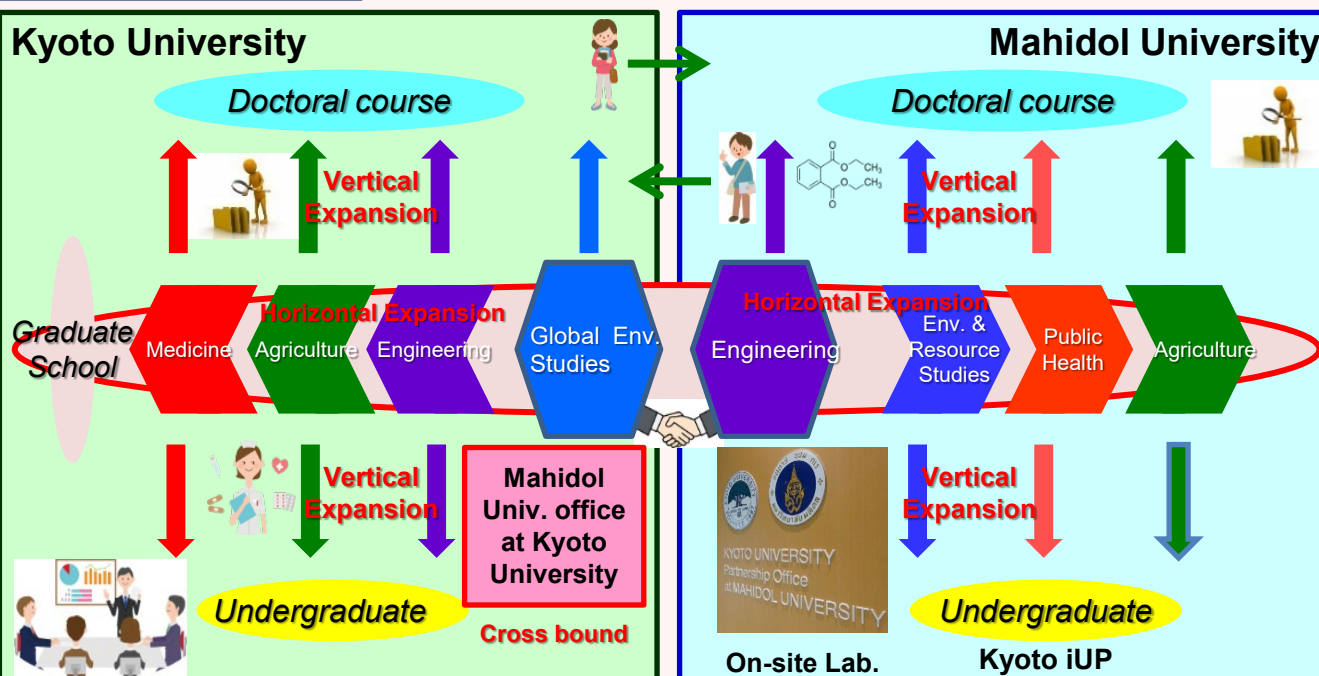 Kyoto University
Mahidol University
Doctoral course
Doctoral course
Vertical
Expansion
Vertical
Expansion
O
O
CH₃
O
CH₃
O
Graduate
School
Horizontal Expansion
Horizontal Expansion
Medicine
Agriculture
Engineering
Global Env.
Studies
Engineering
Env. &
Resource
Studies
Public
Health
Agriculture
Vertical
Expansion
Mahidol
Univ. office
at Kyoto
University
Cross bound
KYOTO UNIVERSITY
Partnership Office
at MAHIDOL UNIVERSITY
Vertical
Expansion
Undergraduate
Undergraduate
On-site Lab.
Kyoto iUP